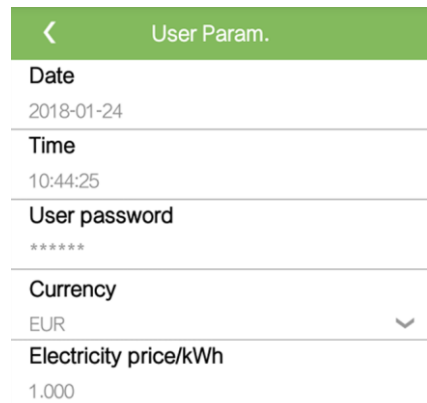 User Param.
Date
2018-01-24
Time
10:44:25
User password
******
Currency
EUR
Electricity price/kWh
1.000